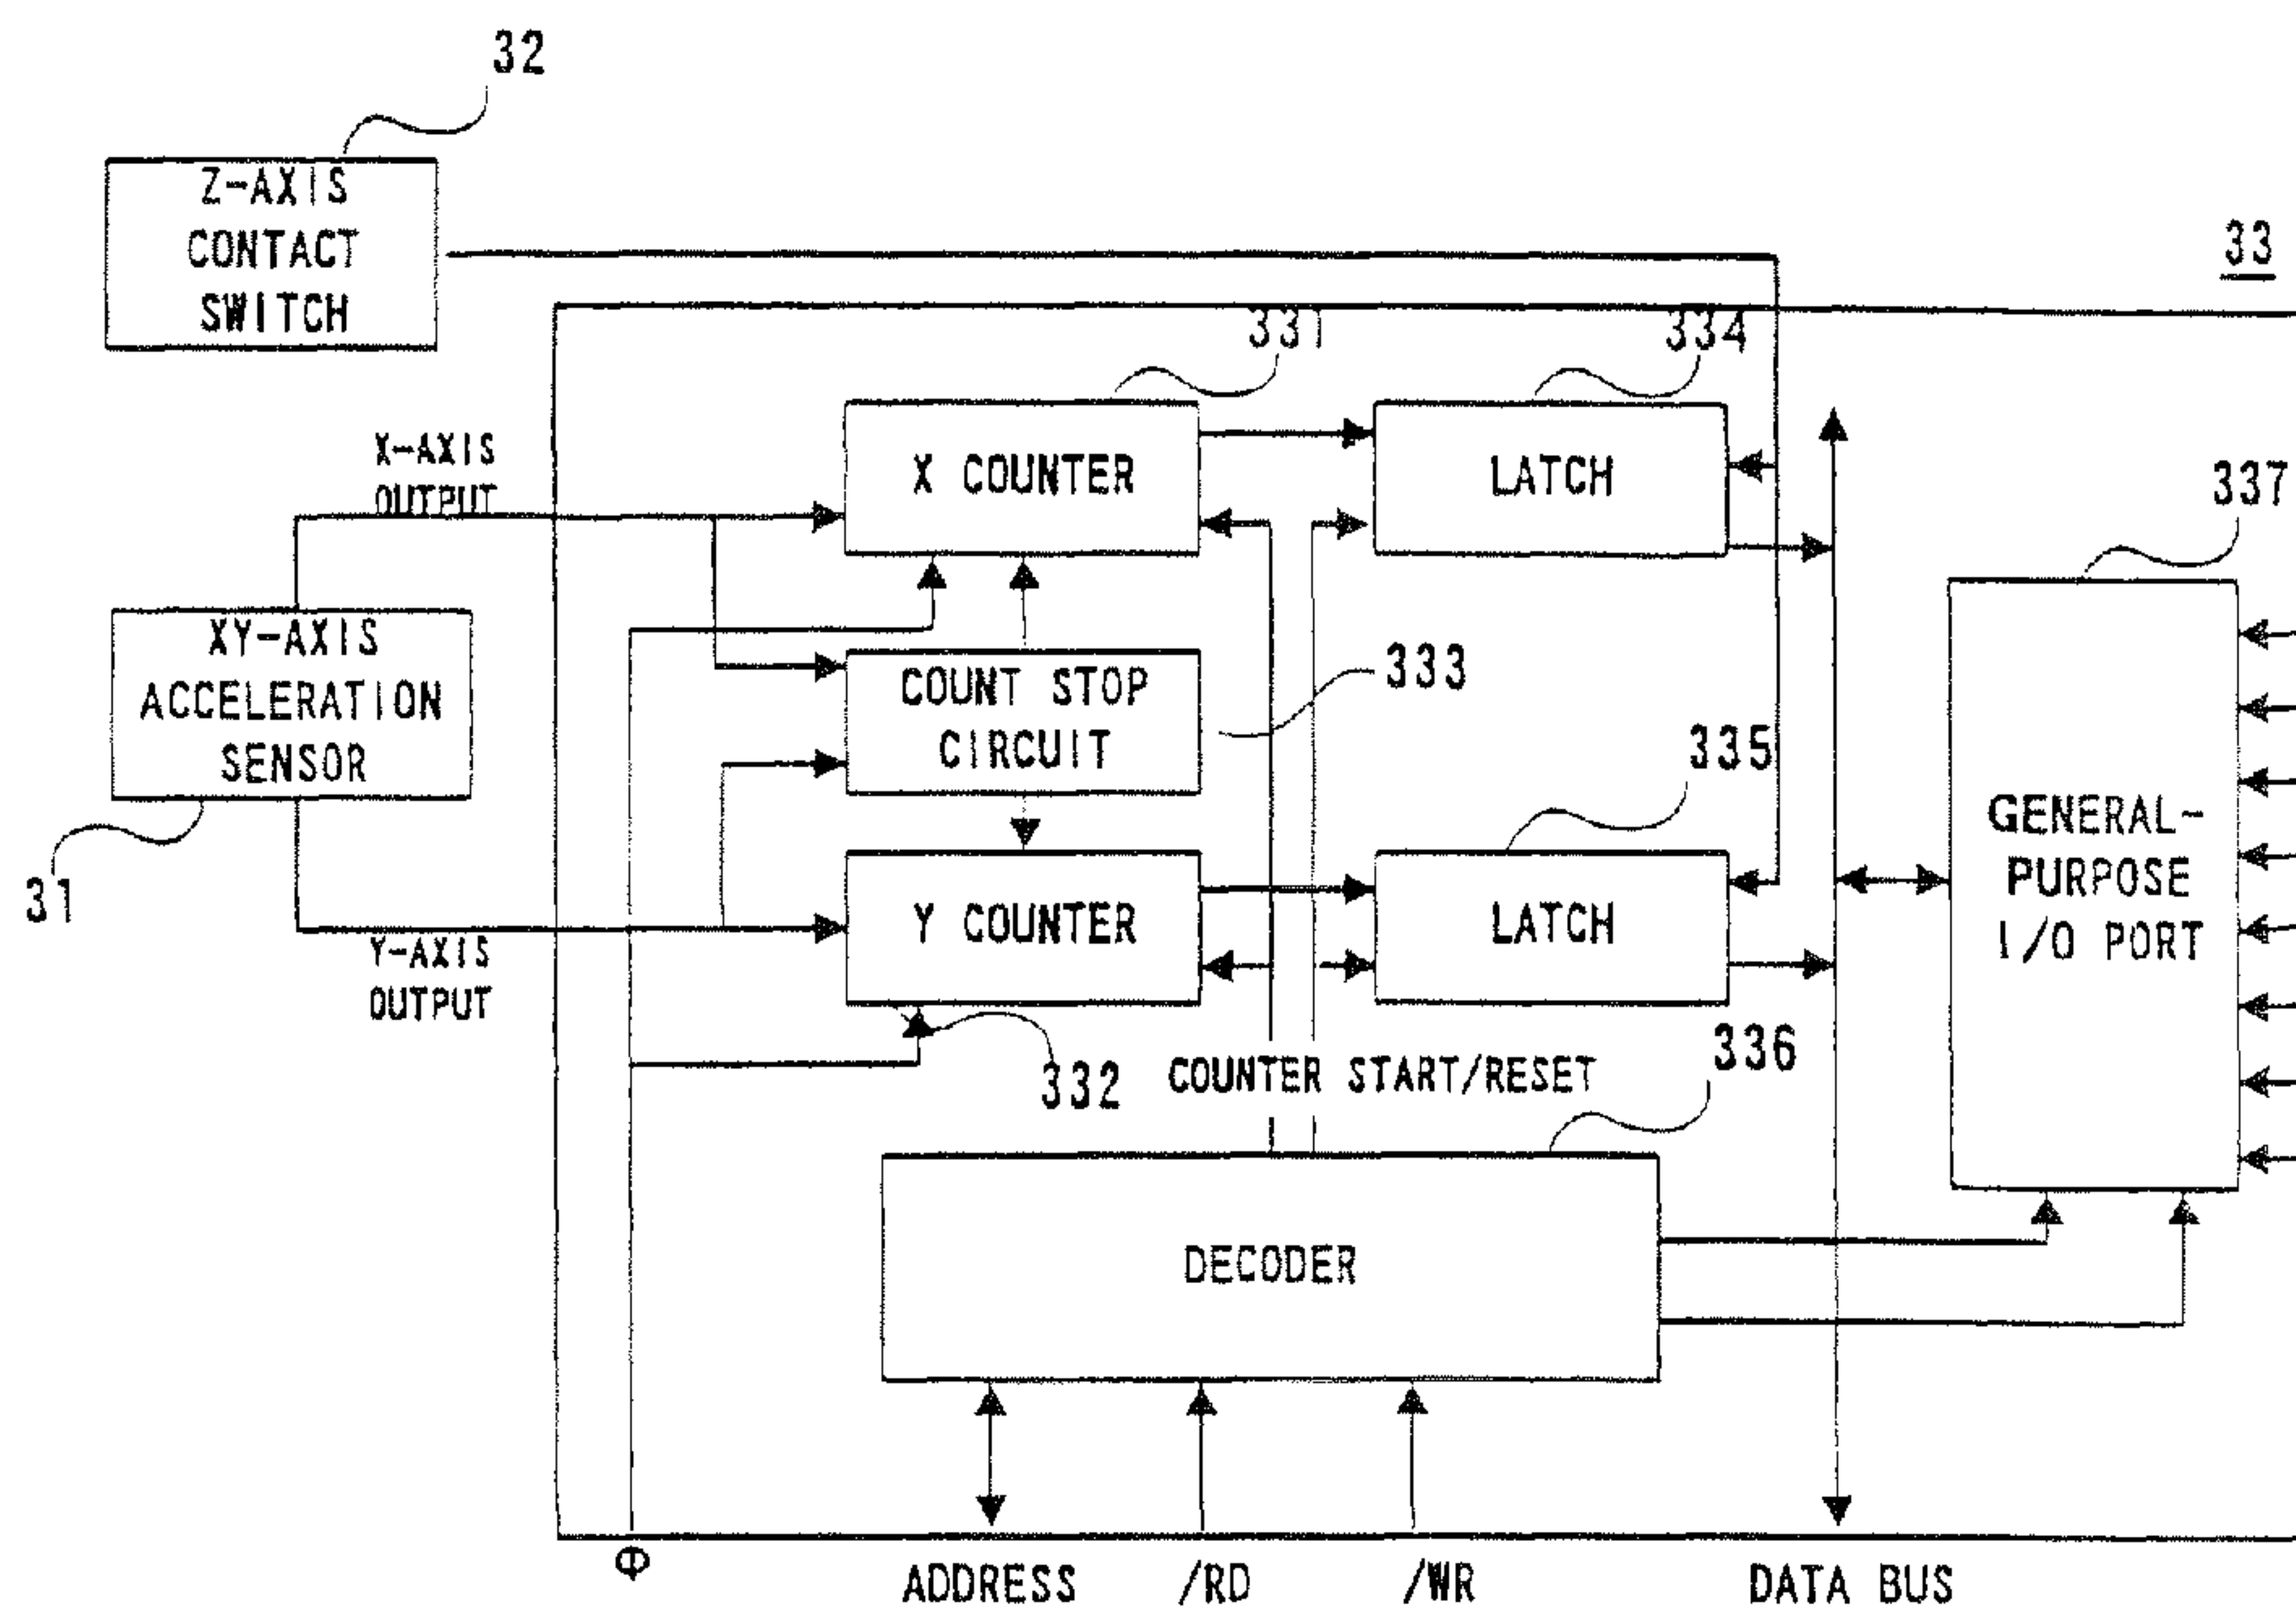 32
Z-AXIS
CONTACT
SWITCH
33
331
334
X-AXIS
OUTPUT
X COUNTER
LATCH
337
XY-AXIS
ACCELERATION
SENSOR
COUNT STOP
CIRCUIT
333
335
31
GENERAL-
PURPOSE
I/O PORT
Y COUNTER
LATCH
Y-AXIS
OUTPUT
332
COUNTER START/RESET
336
DECODER
Φ
ADDRESS
/RD
/WR
DATA BUS